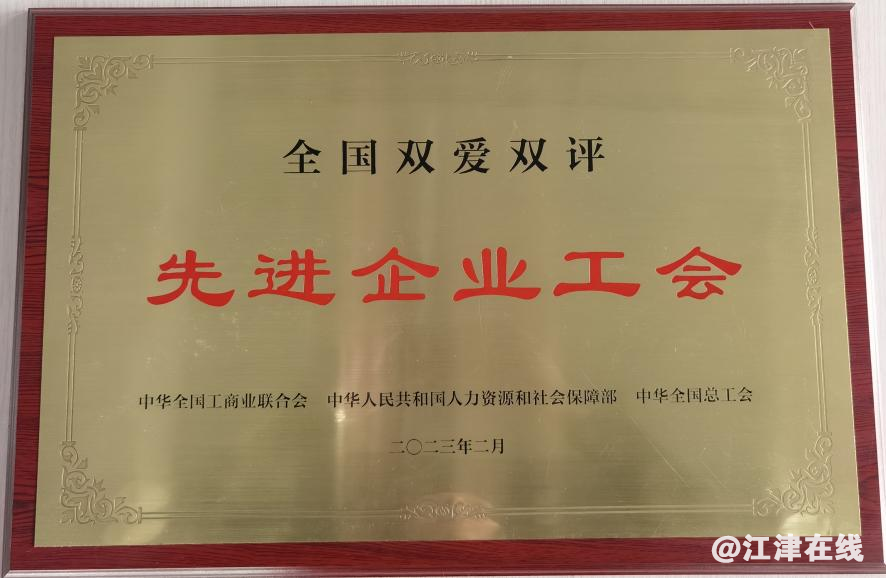 全国双爱双评
先进企业工会
中华全国工商业联合会 中华人民共和国人力资源和社会保障部 中华全国总工会
二〇二三年二月
@江津在线